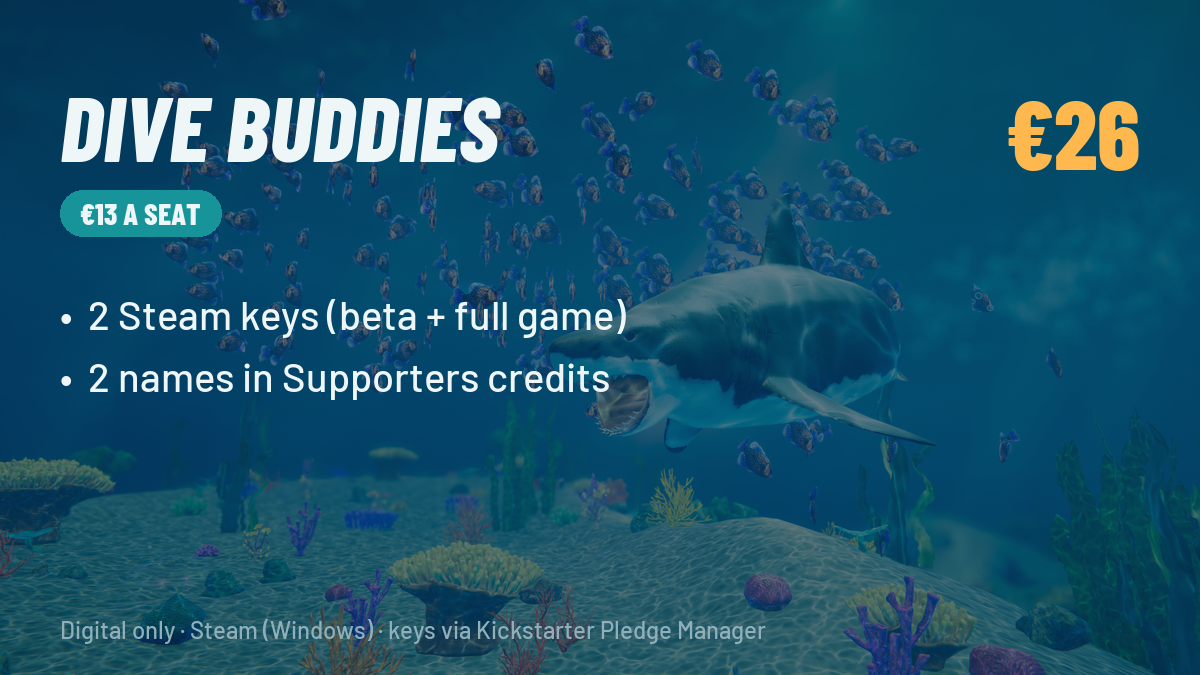 DIVE BUDDIES
€26
€13 A SEAT
• 2 Steam keys (beta + full game)
• 2 names in Supporters credits
Digital only · Steam (Windows) · keys via Kickstarter Pledge Manager